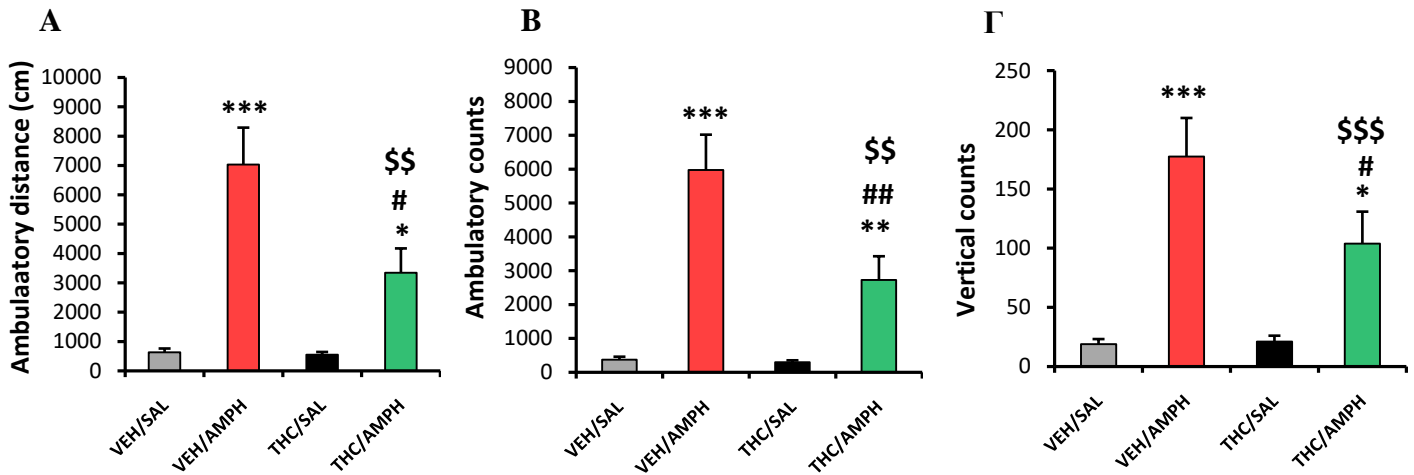 Α
Ambulaatory distance (cm)
10000
9000
8000
7000
6000
5000
4000
3000
2000
1000
0
***
$$
#
*
VEH/SAL
VEH/AMPH
THC/SAL
THC/AMPH
Β
Ambulatory counts
9000
8000
7000
6000
5000
4000
3000
2000
1000
0
***
$$
##
**
VEH/SAL
VEH/AMPH
THC/SAL
THC/AMPH
Γ
Vertical counts
250
200
150
100
50
0
***
$$$
#
*
VEH/SAL
VEH/AMPH
THC/SAL
THC/AMPH